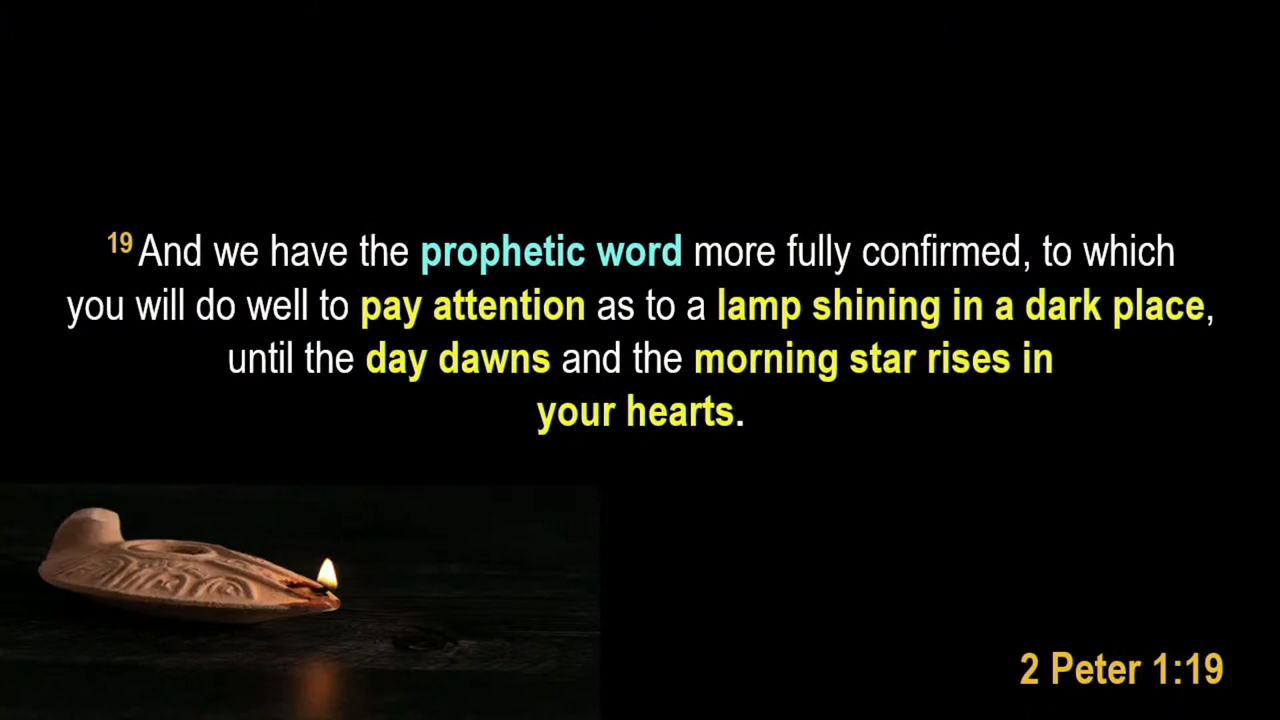 19 And we have the prophetic word more fully confirmed, to which
you will do well to pay attention as to a lamp shining in a dark place,
until the day dawns and the morning star rises in
your hearts.
2 Peter 1:19